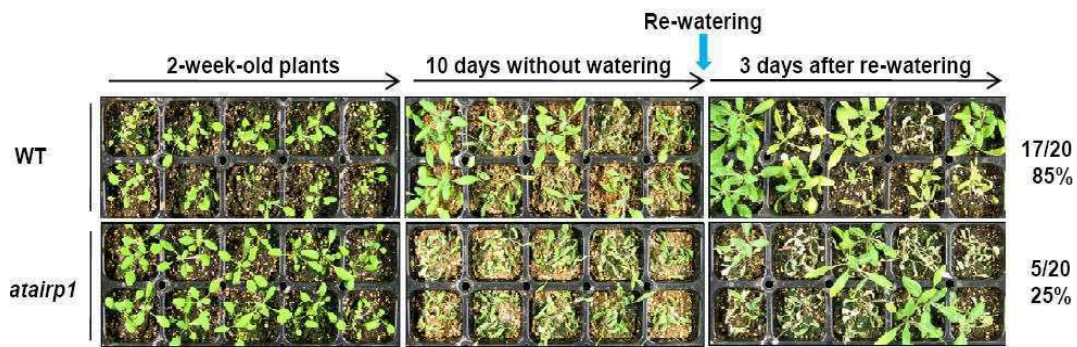 Re-watering
2-week-old plants
10 days without watering
3 days after re-watering
WT
17/20
85%
atairp1
5/20
25%